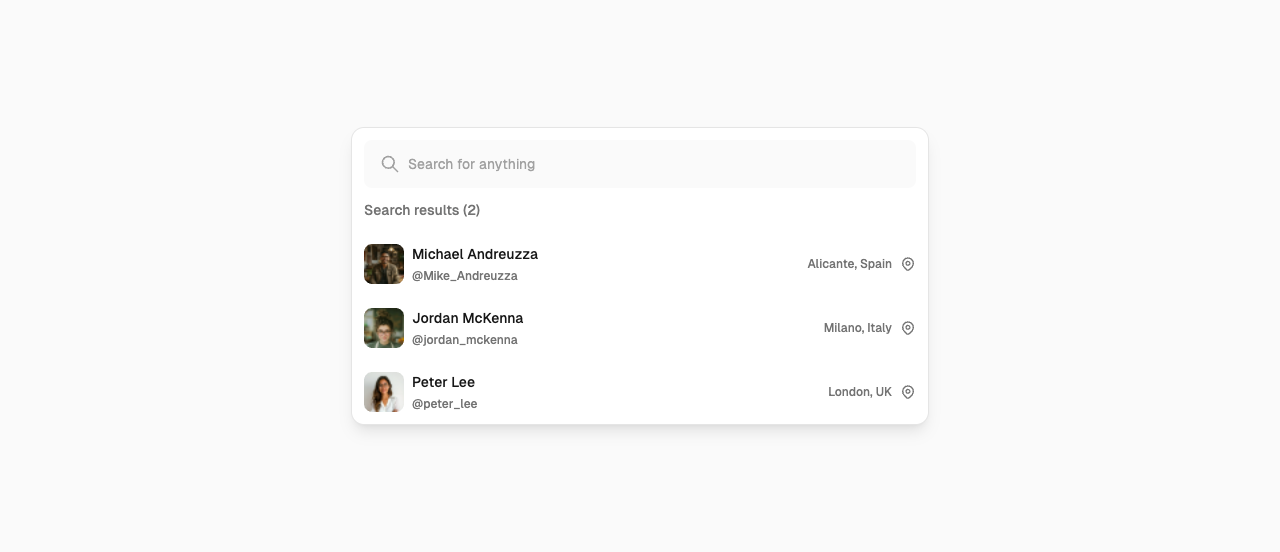 Search for anything
Search results (2)
Michael Andreuzza
@Mike_Andreuzza
Alicante, Spain
Jordan McKenna
@jordan_mckenna
Milano, Italy
Peter Lee
@peter_lee
London, UK